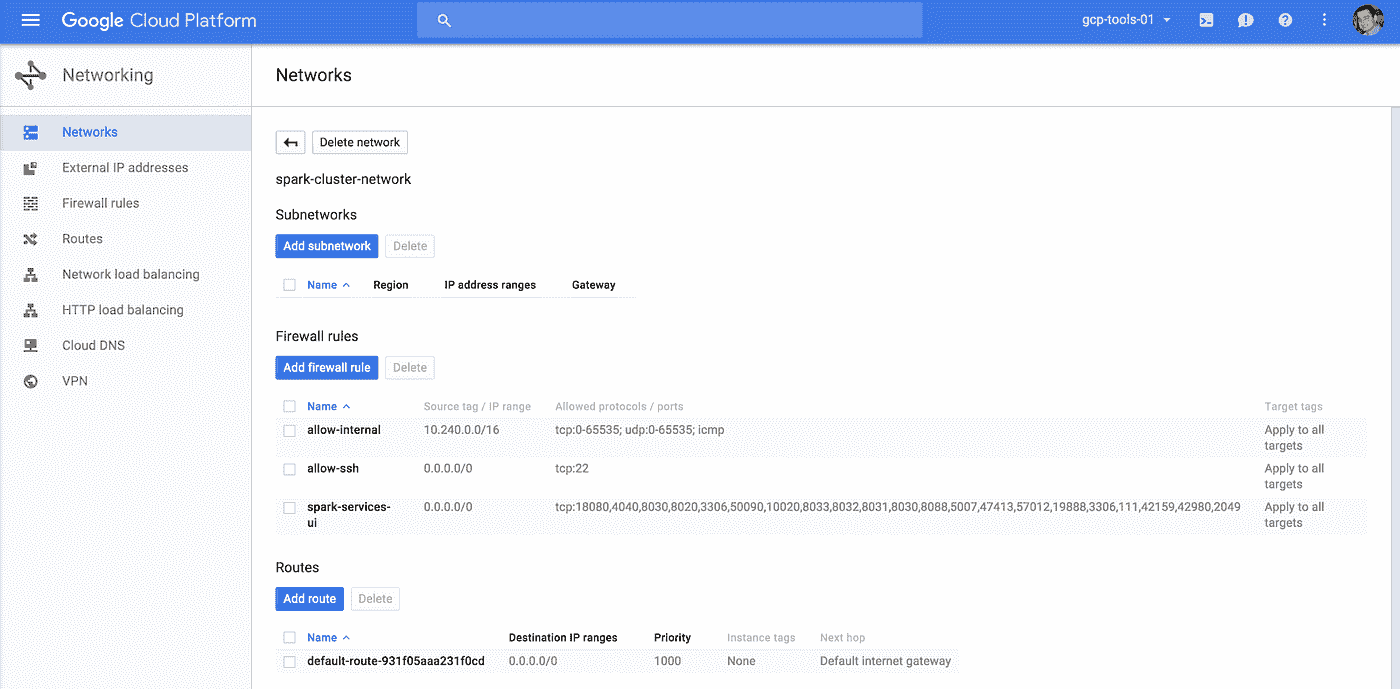 Google Cloud Platform
gcp-tools-01
Networking
Networks
Networks
External IP addresses
Firewall rules
Routes
Network load balancing
HTTP load balancing
Cloud DNS
VPN
Delete network
spark-cluster-network
Subnetworks
Add subnetwork Delete
Name Region IP address ranges Gateway
Firewall rules
Add firewall rule Delete
Name Source tag / IP range Allowed protocols / ports Target tags
allow-internal 10.240.0.0/16 tcp:0-65535; udp:0-65535; icmp Apply to all
targets
allow-ssh 0.0.0.0/0 tcp:22 Apply to all
targets
spark-services- 0.0.0.0/0 tcp:18080,4040,8030,8020,3306,50090,10020,8033,8032,8031,8030,8088,5007,47413,57012,19888,3306,111,42159,42980,2049 Apply to all
ui targets
Routes
Add route Delete
Name Destination IP ranges Priority Instance tags Next hop
default-route-931f05aaa231f0cd 0.0.0.0/0 1000 None Default internet gateway